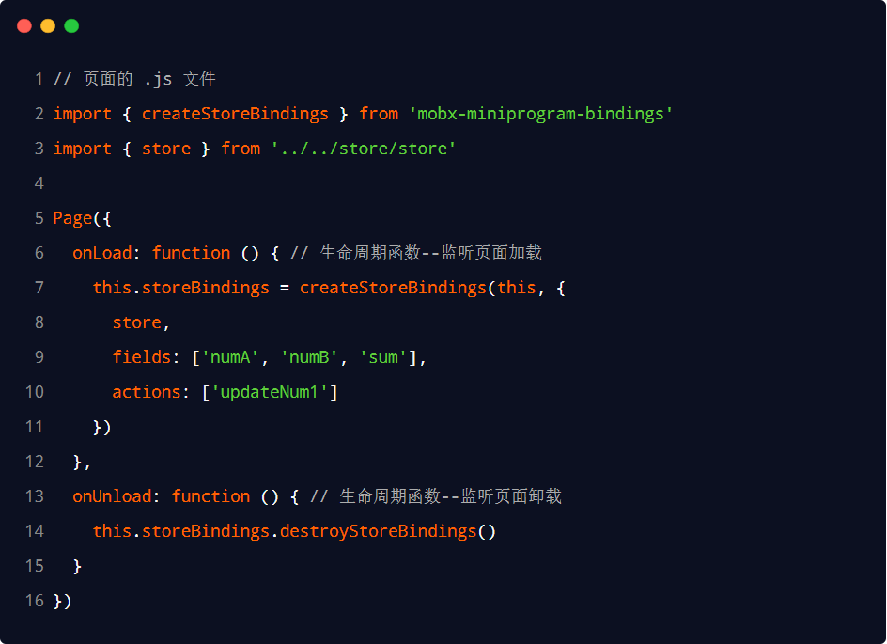 1 // 页面的 .js 文件
2 import { createStoreBindings } from 'mobx-miniprogram-bindings'
3 import { store } from '../../store/store'
4
5 Page({
6   onLoad: function () { // 生命周期函数--监听页面加载
7     this.storeBindings = createStoreBindings(this, {
8       store,
9       fields: ['numA', 'numB', 'sum'],
10       actions: ['updateNum1']
11     })
12   },
13   onUnload: function () { // 生命周期函数--监听页面卸载
14     this.storeBindings.destroyStoreBindings()
15   }
16 })